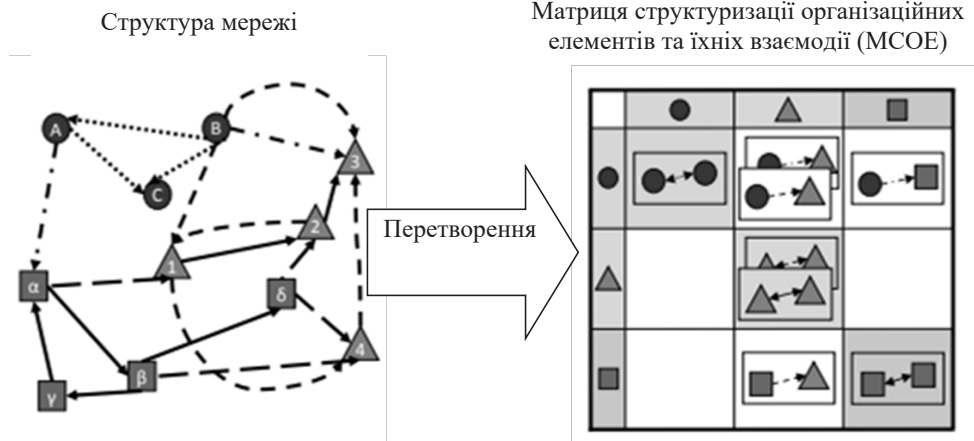 Структура мережі
Матриця структуризації організаційних
елементів та їхніх взаємодії (МСОЕ)
A
B
C
3
2
1
α
δ
4
β
γ
Перетворення